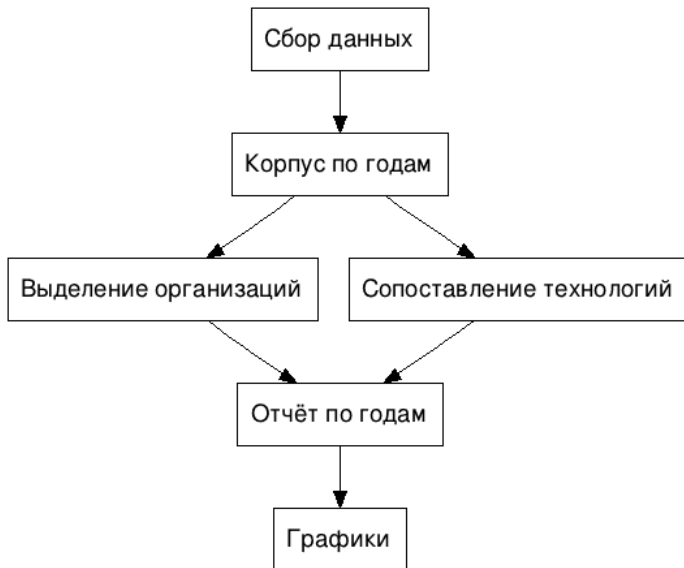 Сбор данных
Корпус по годам
Выделение организаций
Сопоставление технологий
Отчёт по годам
Графики